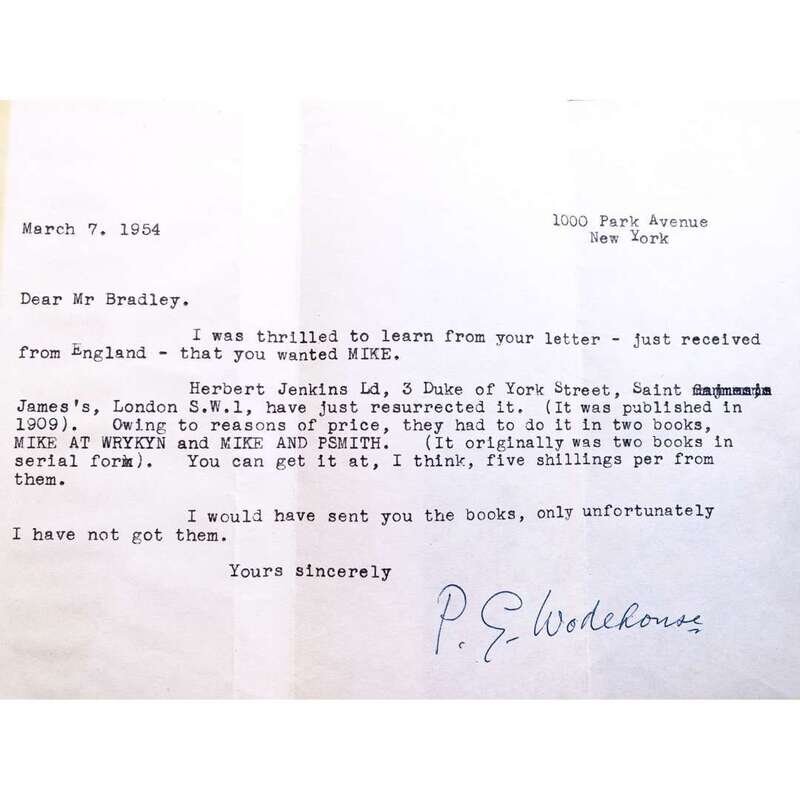 1000 Park Avenue
New York
March 7. 1954
Dear Mr Bradley.
I was thrilled to learn from your letter - just received
from England - that you wanted MIKE.
Herbert Jenkins Ld, 3 Duke of York Street, Saint
James's, London S.W.1, have just resurrected it. (It was published in
1909). Owing to reasons of price, they had to do it in two books,
MIKE AT WRYKYN and MIKE AND PSMITH. (It originally was two books in
serial form). You can get it at, I think, five shillings per from
them.
I would have sent you the books, only unfortunately
I have not got them.
Yours sincerely
P. G. Wodehouse